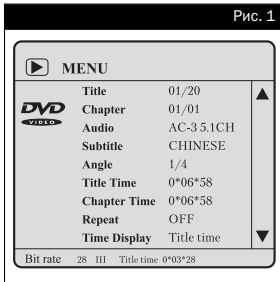 Рис. 1
MENU
Title 01/20
DVD Chapter 01/01
VIDEO Audio AC-3 5.1CH
Subtitle CHINESE
Angle 1/4
Title Time 0*06*58
Chapter Time 0*06*58
Repeat OFF
Time Display Title time
Bit rate 28 III Title time 0*03*28